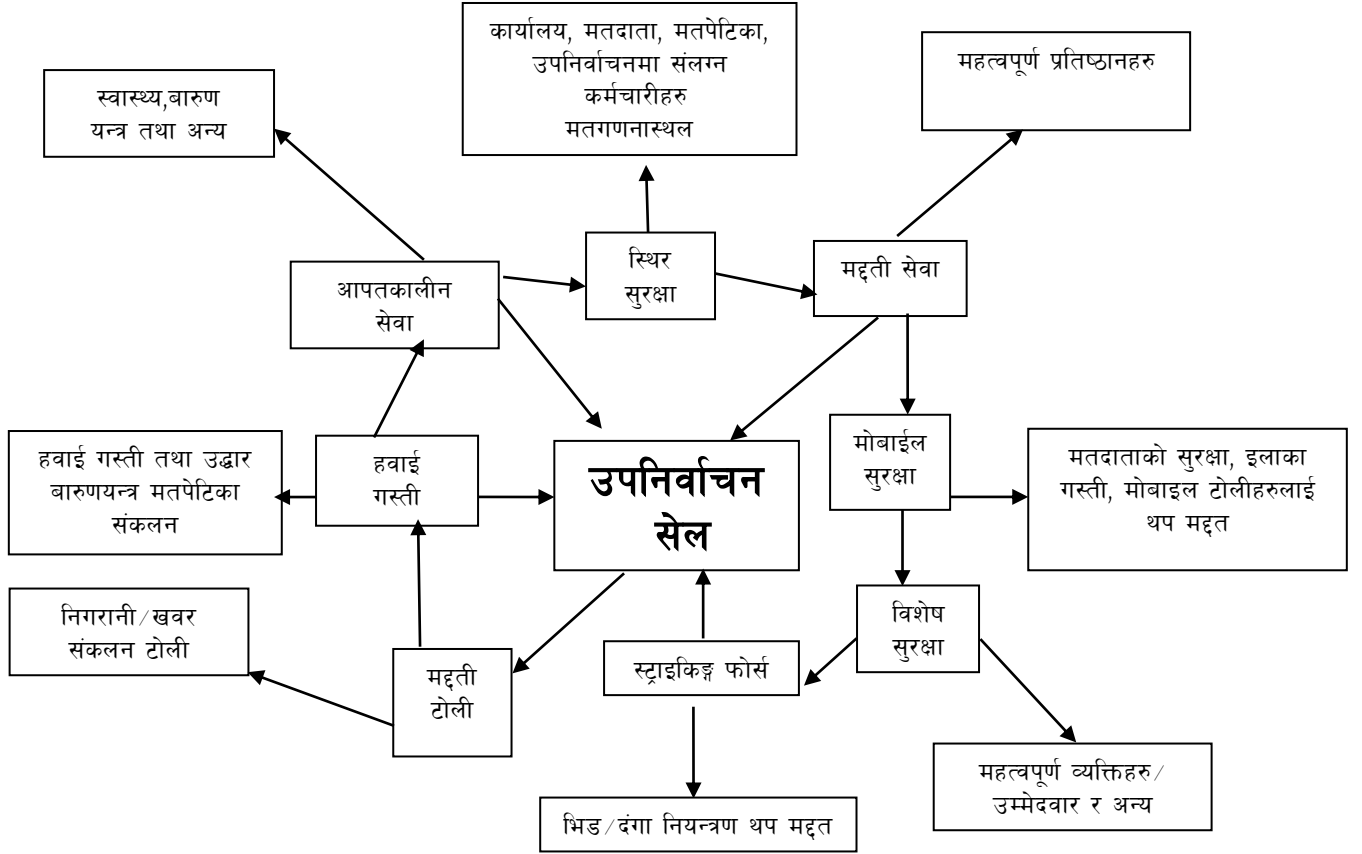 कार्यालय, मतदाता, मतपेटिका,
उपनिर्वाचनमा संलग्न
कर्मचारीहरु
मतगणनास्थल
महत्वपूर्ण प्रतिष्ठानहरु
स्वास्थ्य,बारुण
यन्त्र तथा अन्य
स्थिर
सुरक्षा
मद्दती सेवा
आपतकालीन
सेवा
हवाई गस्ती तथा उद्धार
बारुणयन्त्र मतपेटिका
संकलन
हवाई
गस्ती
उपनिर्वाचन
सेल
मोबाईल
सुरक्षा
मतदाताको सुरक्षा, इलाका
गस्ती, मोबाइल टोलीहरुलाई
थप मद्दत
निगरानी/खवर
संकलन टोली
मद्दती
टोली
स्ट्राइकिङ्ग फोर्स
विशेष
सुरक्षा
महत्वपूर्ण व्यक्तिहरु/
उम्मेदवार र अन्य
भिड/दंगा नियन्त्रण थप मद्दत